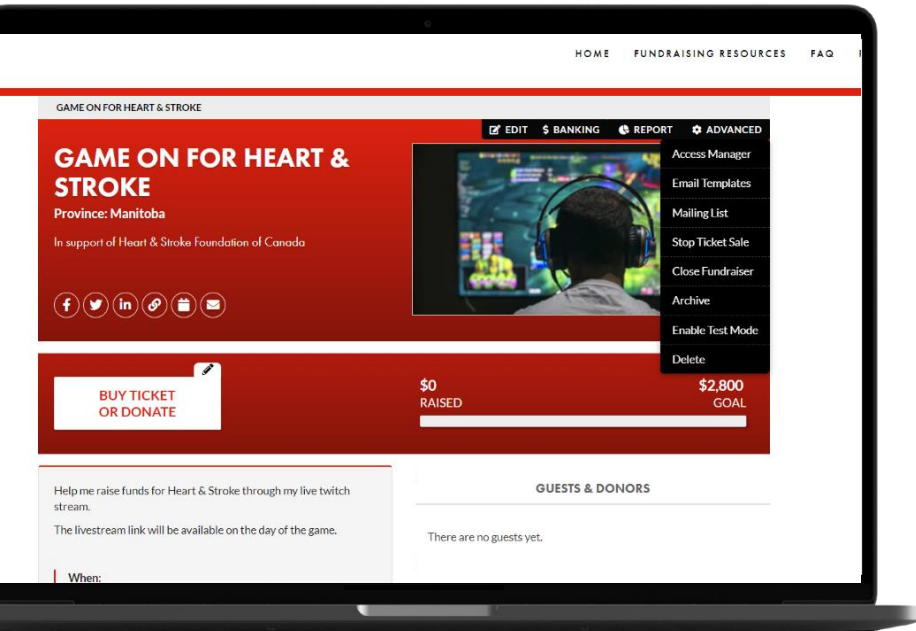 HOME FUNDRAISING RESOURCES FAQ
GAME ON FOR HEART & STROKE
EDIT $ BANKING REPORT ADVANCED
GAME ON FOR HEART &
STROKE
Province: Manitoba
In support of Heart & Stroke Foundation of Canada
Access Manager
Email Templates
Mailing List
Stop Ticket Sale
Close Fundraiser
Archive
Enable Test Mode
Delete
BUY TICKET
OR DONATE
$0
RAISED
$2,800
GOAL
Help me raise funds for Heart & Stroke through my live twitch
stream.
The livestream link will be available on the day of the game.
When:
GUESTS & DONORS
There are no guests yet.